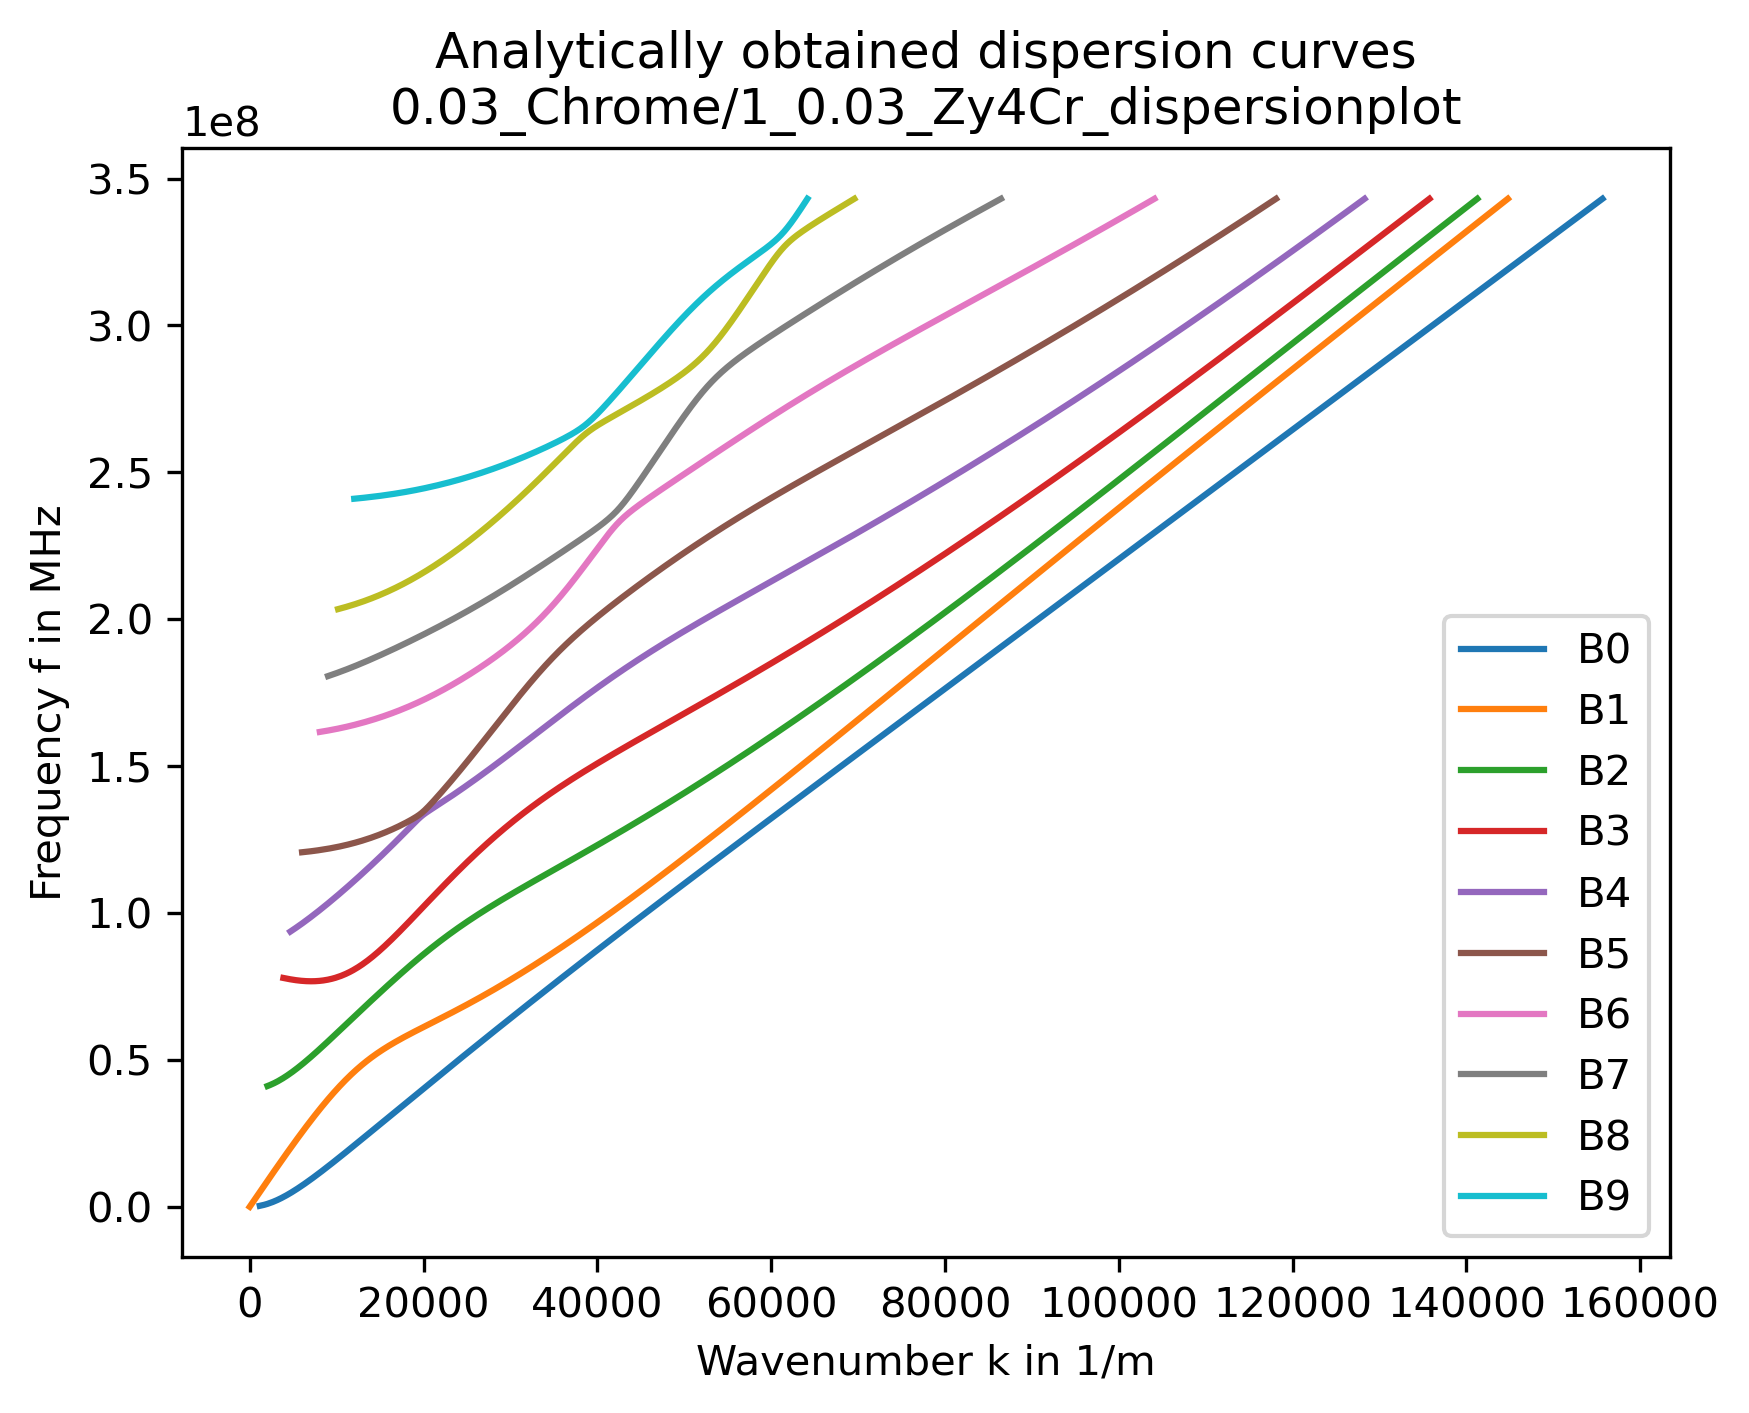 Analytically obtained dispersion curves
0.03_Chrome/1_0.03_Zy4Cr_dispersionplot
1e8
3.5
3.0
2.5
2.0
1.5
1.0
0.5
0.0
Frequency f in MHz
0 20000 40000 60000 80000 100000 120000 140000 160000
Wavenumber k in 1/m
B0
B1
B2
B3
B4
B5
B6
B7
B8
B9